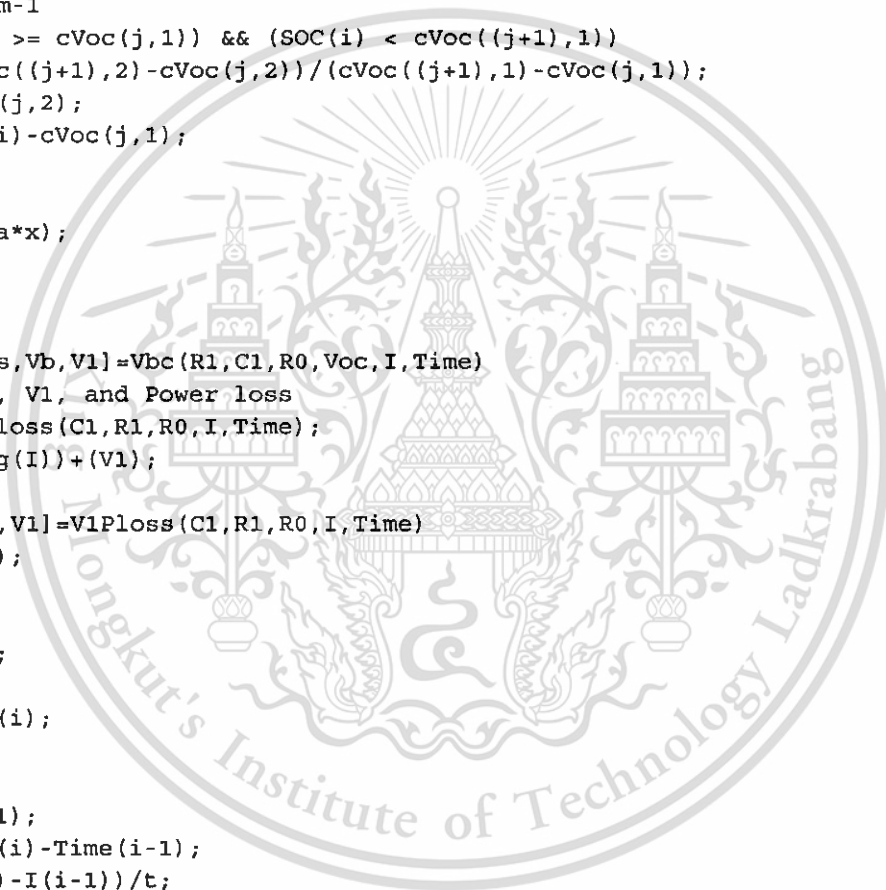 m-1
>= cVoc(j,1)) && (SOC(i) < cVoc((j+1),1))
c((j+1),2)-cVoc(j,2))/(cVoc((j+1),1)-cVoc(j,1));
(j,2);
i)-cVoc(j,1);
a*x);
s,Vb,V1]=Vbc(R1,C1,R0,Voc,I,Time)
, V1, and Power loss
loss(C1,R1,R0,I,Time);
g(I))+(V1);
,V1]=V1Ploss(C1,R1,R0,I,Time)
);
;
(i);
1);
(i)-Time(i-1);
)-I(i-1))/t;
King Mongkut's Institute of Technology Ladkrabang